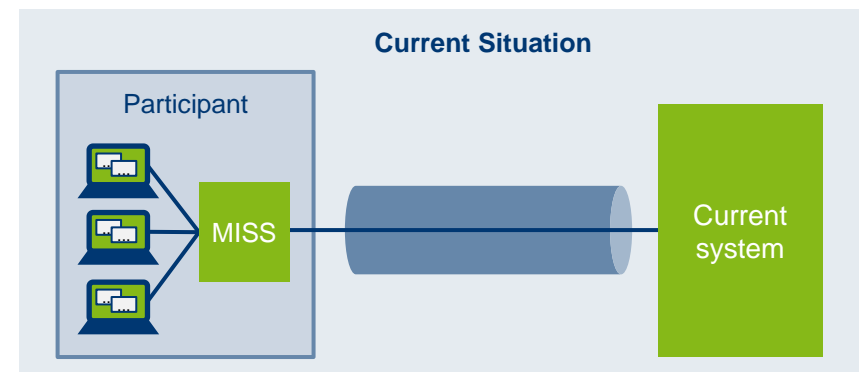 Current Situation
Participant
MISS
Current
system